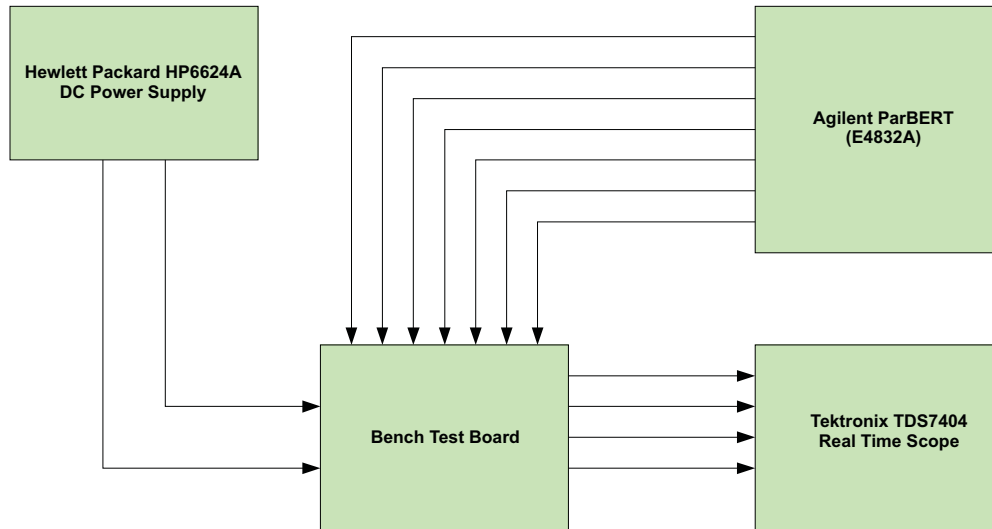 Hewlett Packard HP6624A
DC Power Supply
Agilent ParBERT
(E4832A)
Bench Test Board
Tektronix TDS7404
Real Time Scope